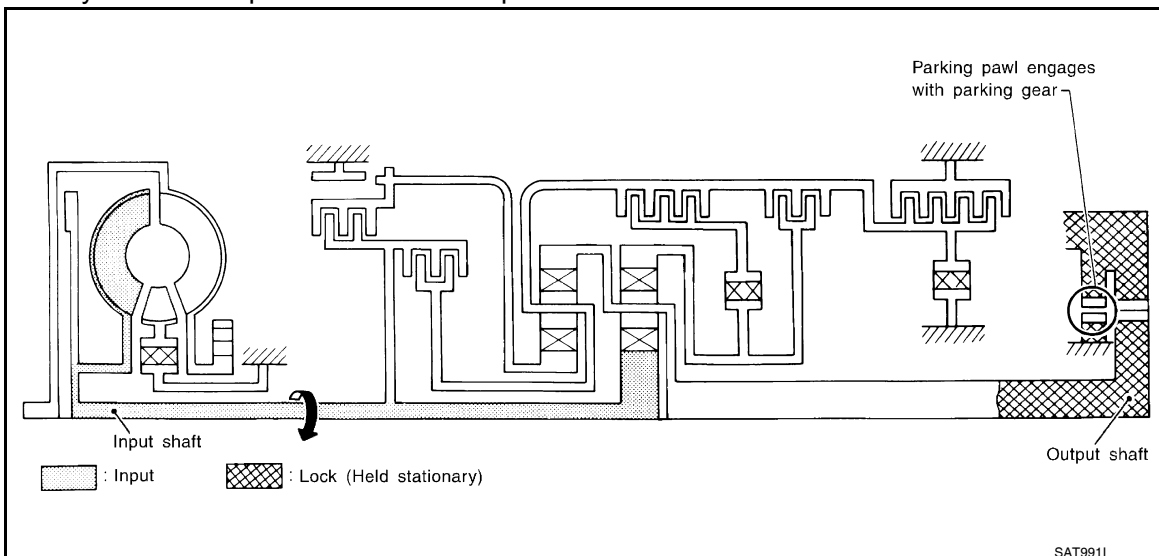 Parking pawl engages
with parking gear
Input shaft
Output shaft
: Input
: Lock (Held stationary)
SAT991I